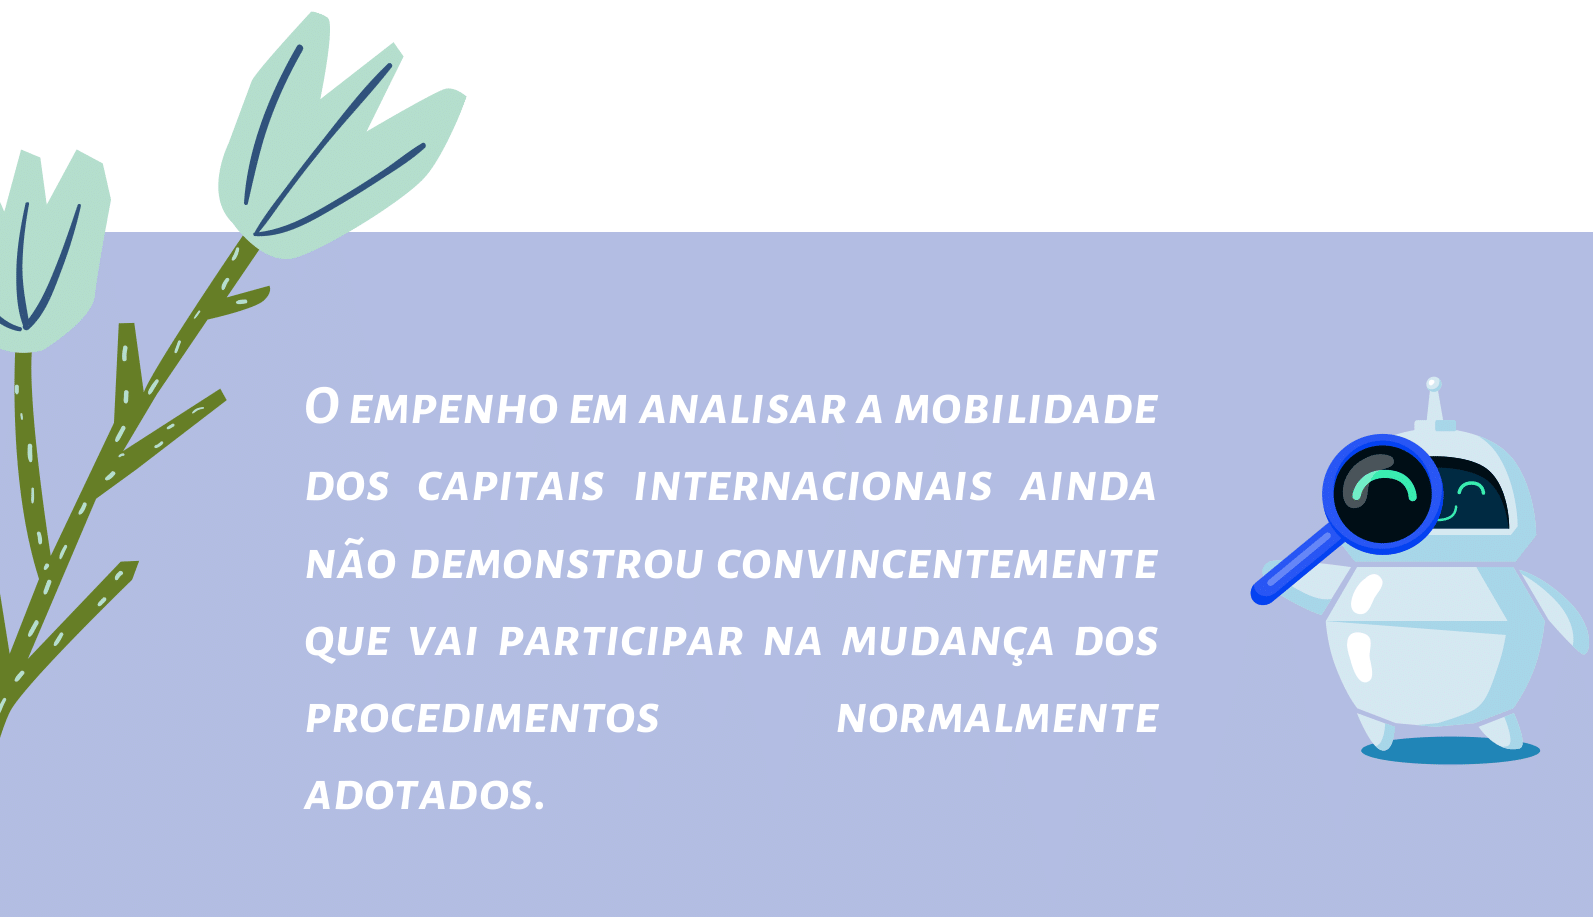 O EMPENHO EM ANALISAR A MOBILIDADE
DOS CAPITAIS INTERNACIONAIS AINDA
NÃO DEMONSTROU CONVINCENTEMENTE
QUE VAI PARTICIPAR NA MUDANÇA DOS
PROCEDIMENTOS NORMALMENTE
ADOTADOS.